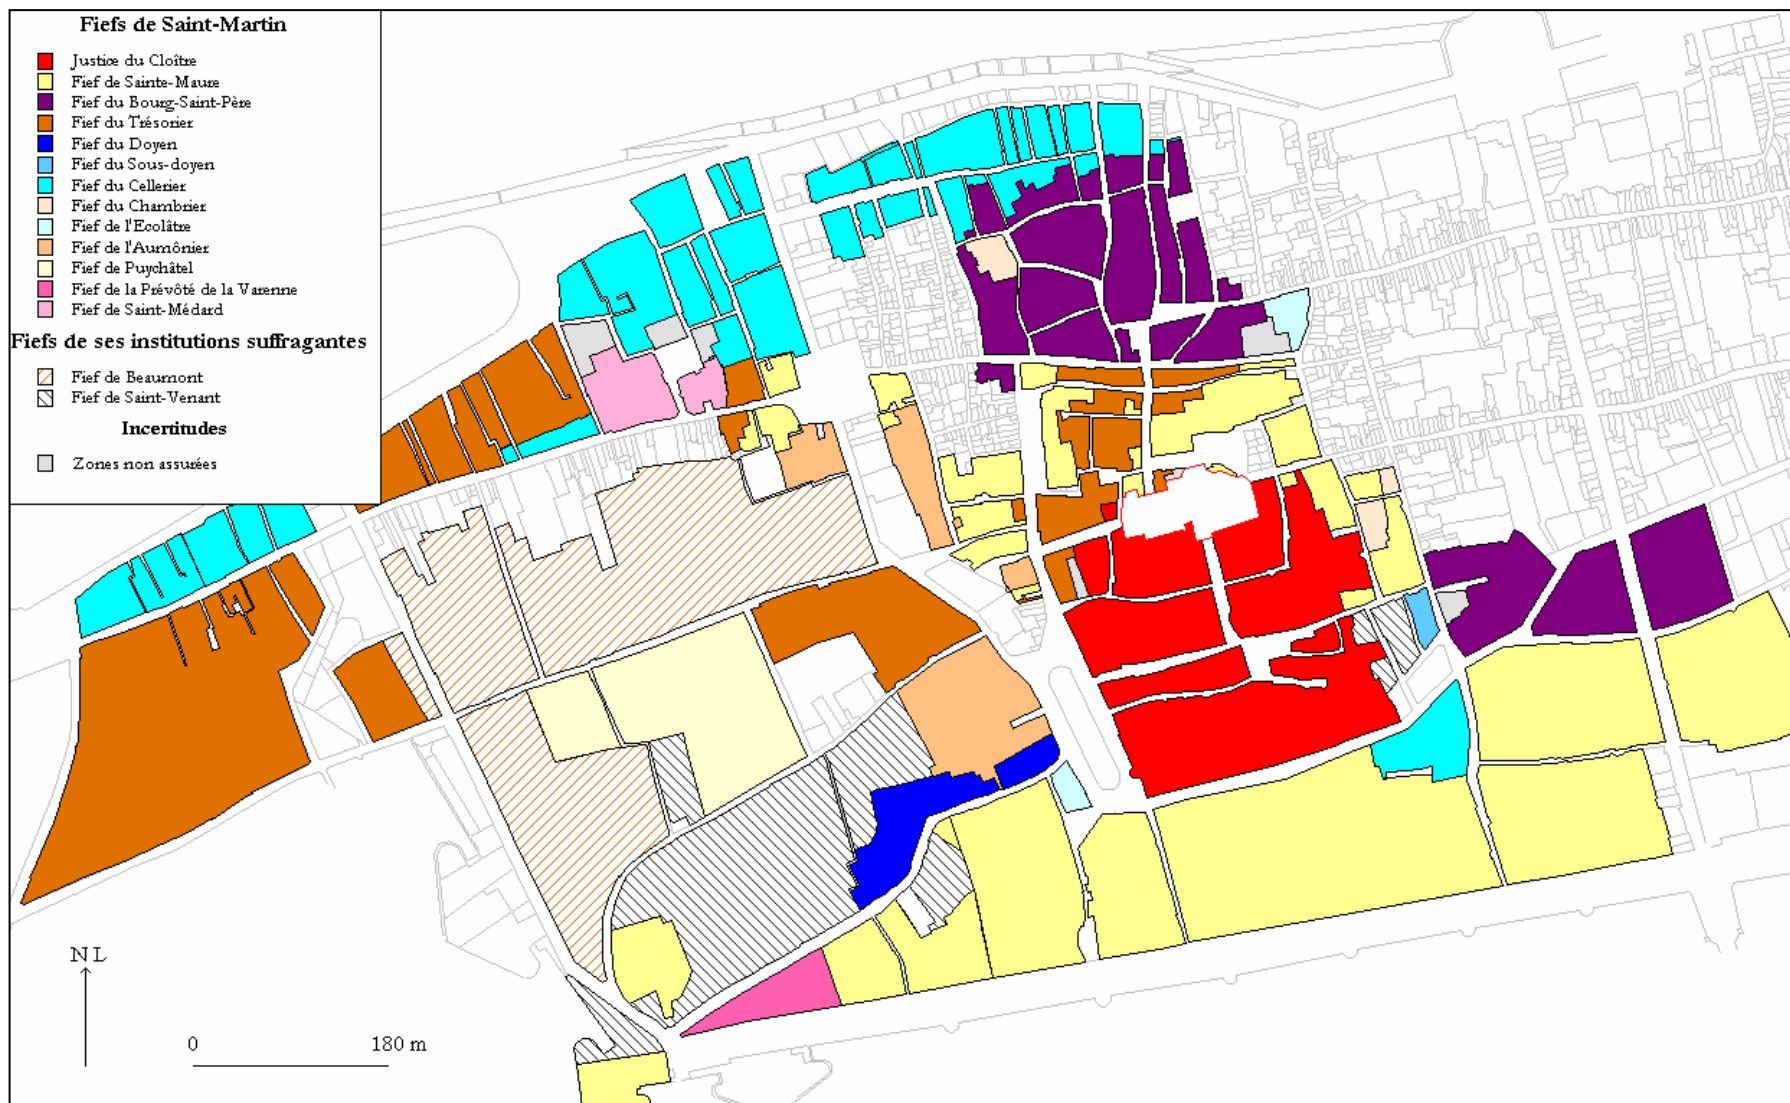 Fiefs de Saint-Martin
Justice du Cloître
Fief de Sainte-Maure
Fief du Bourg-Saint-Père
Fief du Trésorier
Fief du Doyen
Fief du Sous-doyen
Fief du Cellerier
Fief du Chambrier
Fief de l'Ecolâtre
Fief de l'Aumônier
Fief de Puychâtel
Fief de la Prévôté de la Varenne
Fief de Saint-Médard
Fiefs de ses institutions suffragantes
Fief de Beaumont
Fief de Saint-Venant
Incertitudes
Zones non assurées
N L
0 180 m